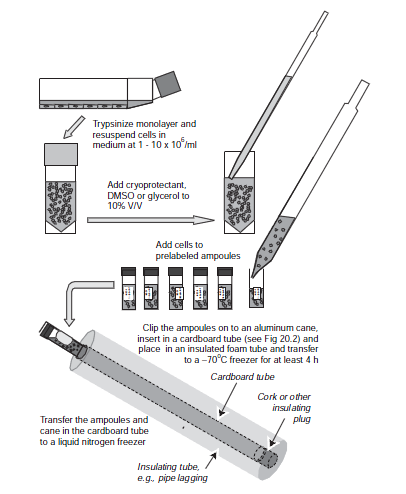 Trypsinize monolayer and
resuspend cells in
medium at 1 - 10 x 10⁶/ml
Add cryoprotectant,
DMSO or glycerol to
10% V/V
Add cells to
prelabeled ampoules
Clip the ampoules on to an aluminum cane,
insert in a cardboard tube (see Fig 20.2) and
place in an insulated foam tube and transfer
to a –70°C freezer for at least 4 h
Cardboard tube
Cork or other
insulating
plug
Transfer the ampoules and
cane in the cardboard tube
to a liquid nitrogen freezer
Insulating tube,
e.g., pipe lagging